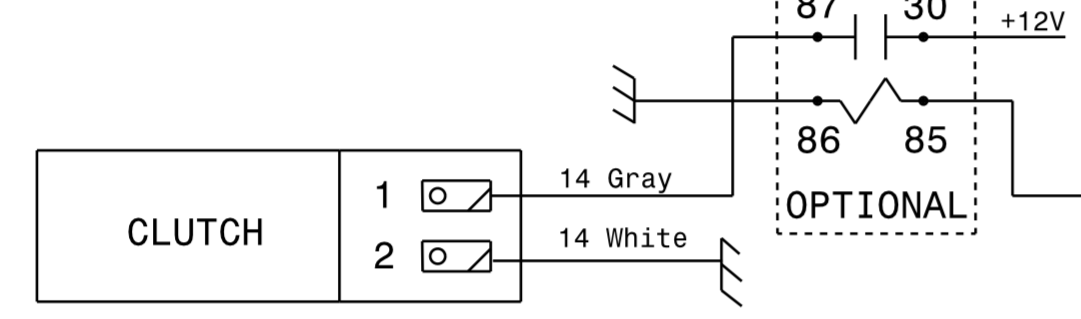 87 30
+12V
86 85
1 14 Gray
OPTIONAL
CLUTCH
2 14 White